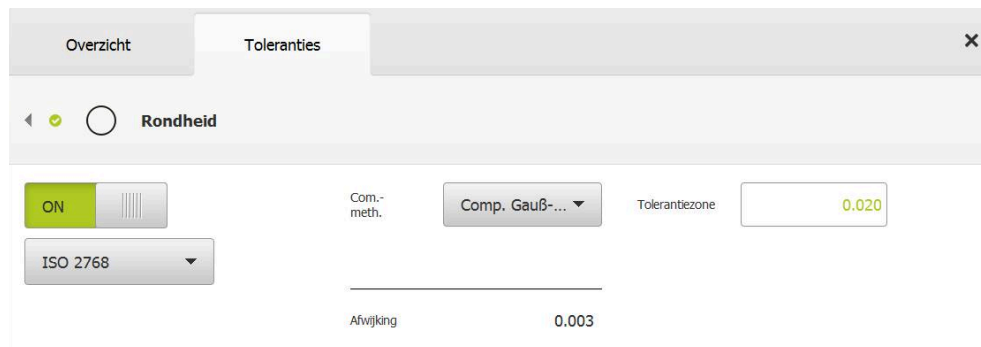 Overzicht Toleranties
Rondheid
ON
Com.-
meth.
Comp. Gauß-...
Tolerantiezone
0.020
ISO 2768
Afwijking 0.003